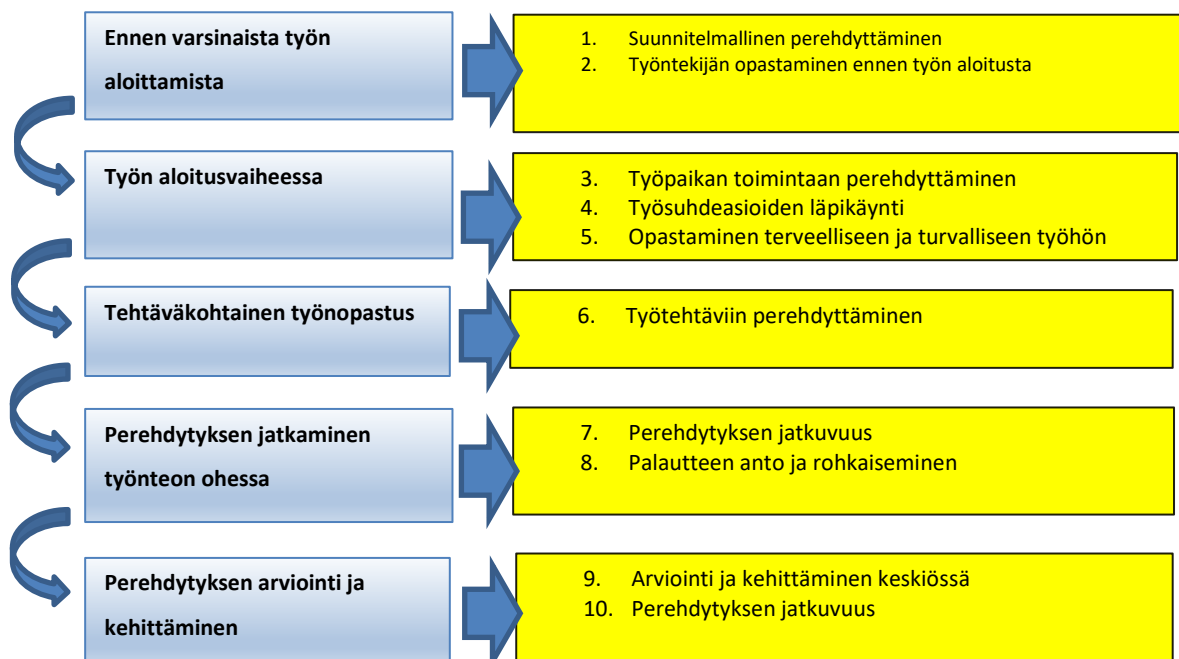 Ennen varsinaista työn
aloittamista
1. Suunnitelmallinen perehdyttäminen
2. Työntekijän opastaminen ennen työn aloitusta
Työn aloitusvaiheessa
3. Työpaikan toimintaan perehdyttäminen
4. Työsuhdeasioiden läpikäynti
5. Opastaminen terveelliseen ja turvalliseen työhön
Tehtäväkohtainen työnopastus
6. Työtehtäviin perehdyttäminen
Perehdytyksen jatkaminen
työnteon ohessa
7. Perehdytyksen jatkuvuus
8. Palautteen anto ja rohkaiseminen
Perehdytyksen arviointi ja
kehittäminen
9. Arviointi ja kehittäminen keskiössä
10. Perehdytyksen jatkuvuus